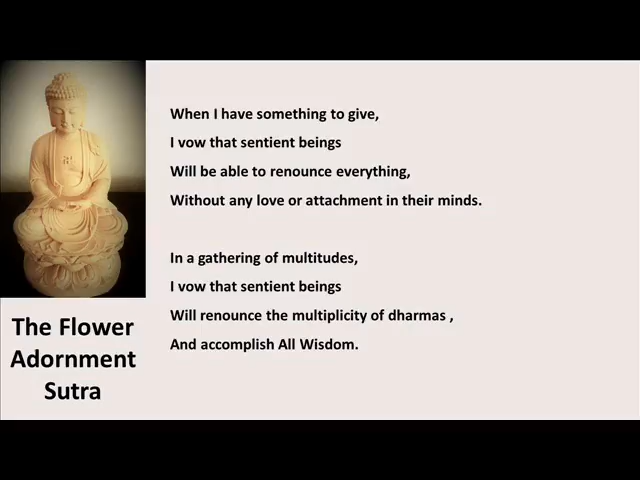 When I have something to give,
I vow that sentient beings
Will be able to renounce everything,
Without any love or attachment in their minds.
In a gathering of multitudes,
I vow that sentient beings
Will renounce the multiplicity of dharmas ,
And accomplish All Wisdom.
The Flower
Adornment
Sutra